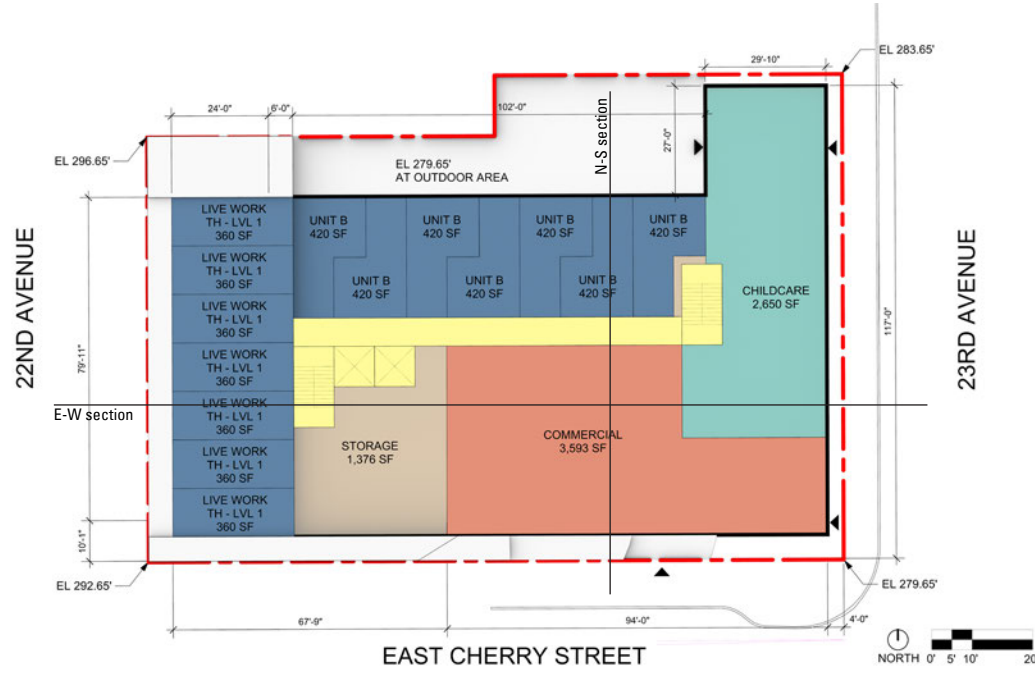 EL 283.65'
29'-10"
24'-0"
6'-0"
102'-0"
N-S section
27'-0"
EL 296.65'
EL 279.65'
AT OUTDOOR AREA
LIVE WORK
TH - LVL 1
360 SF
UNIT B
420 SF
UNIT B
420 SF
UNIT B
420 SF
UNIT B
420 SF
LIVE WORK
TH - LVL 1
360 SF
UNIT B
420 SF
UNIT B
420 SF
UNIT B
420 SF
CHILDCARE
2,650 SF
LIVE WORK
TH - LVL 1
360 SF
22ND AVENUE
23RD AVENUE
117'-0"
79'-11"
LIVE WORK
TH - LVL 1
360 SF
LIVE WORK
TH - LVL 1
360 SF
E-W section
STORAGE
1,376 SF
COMMERCIAL
3,593 SF
LIVE WORK
TH - LVL 1
360 SF
LIVE WORK
TH - LVL 1
360 SF
10'-1"
EL 292.65'
EL 279.65'
67'-9"
94'-0"
4'-0"
EAST CHERRY STREET
NORTH
0' 5' 10' 20